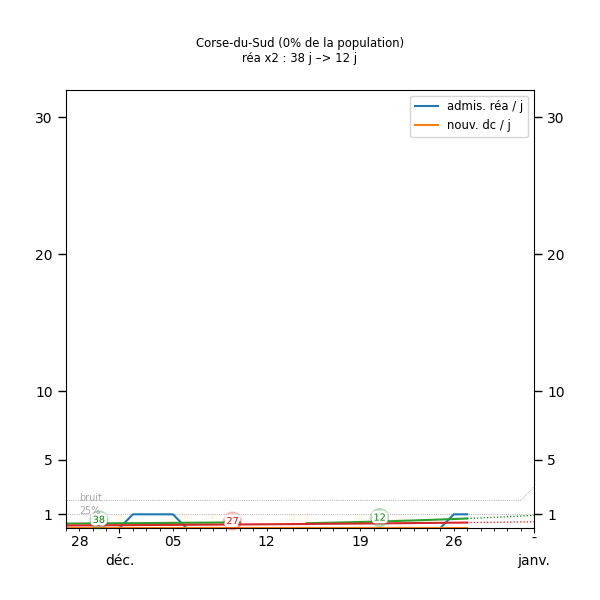 Corse-du-Sud (0% de la population)
réa x2 : 38 j –> 12 j
admis. réa / j
nouv. dc / j
30 30
20 20
10 10
5 5
bruit
25%
1 38 27 12 1
28 - 05 12 19 26 -
déc. janv.